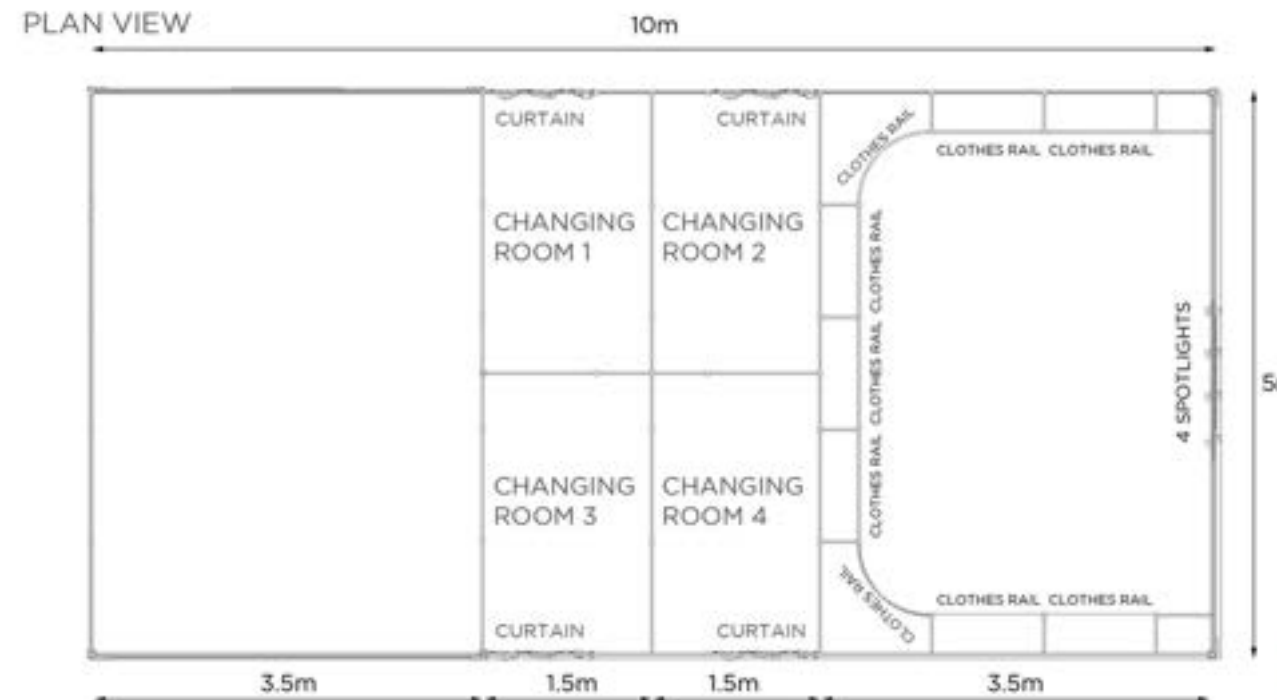 PLAN VIEW
10m
CURTAIN
CURTAIN
CLOTHES RAIL
CLOTHES RAIL CLOTHES RAIL
CHANGING
ROOM 1
CHANGING
ROOM 2
CLOTHES RAIL
CLOTHES RAIL
CLOTHES RAIL
4 SPOTLIGHTS
CHANGING
ROOM 3
CHANGING
ROOM 4
CLOTHES RAIL
CLOTHES RAIL CLOTHES RAIL
CURTAIN
CURTAIN
3.5m
1.5m
1.5m
3.5m